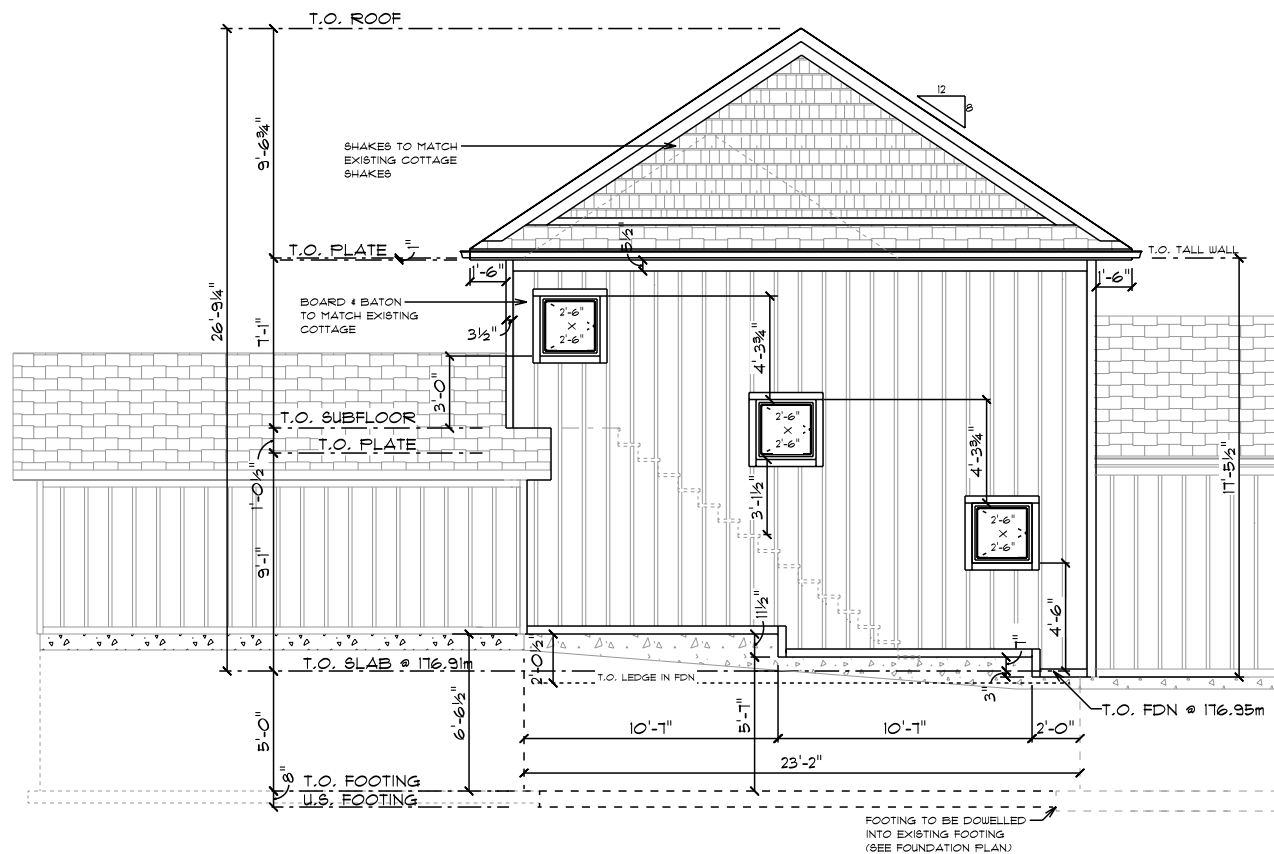 T.O. ROOF
12
8
9'-6¾"
SHAKES TO MATCH
EXISTING COTTAGE
SHAKES
5½"
T.O. PLATE
1"
T.O. TALL WALL
1'-6"
1'-6"
26'-9¼"
7'-1"
BOARD & BATON
TO MATCH EXISTING
COTTAGE
3½"
2'-6"
X
2'-6"
4'-3¾"
3'-0"
T.O. SUBFLOOR
T.O. PLATE
2'-6"
X
2'-6"
4'-3¾"
17'-5½"
1'-0½"
3'-1½"
2'-6"
X
2'-6"
9'-1"
11½"
4'-6"
1"
T.O. SLAB @ 176.91m
2'-0½"
T.O. LEDGE IN FDN
3"
T.O. FDN @ 176.95m
5'-0"
6'-6½"
5'-7"
10'-7"
10'-7"
2'-0"
23'-2"
8"
T.O. FOOTING
U.S. FOOTING
FOOTING TO BE DOWELLED
INTO EXISTING FOOTING
(SEE FOUNDATION PLAN)